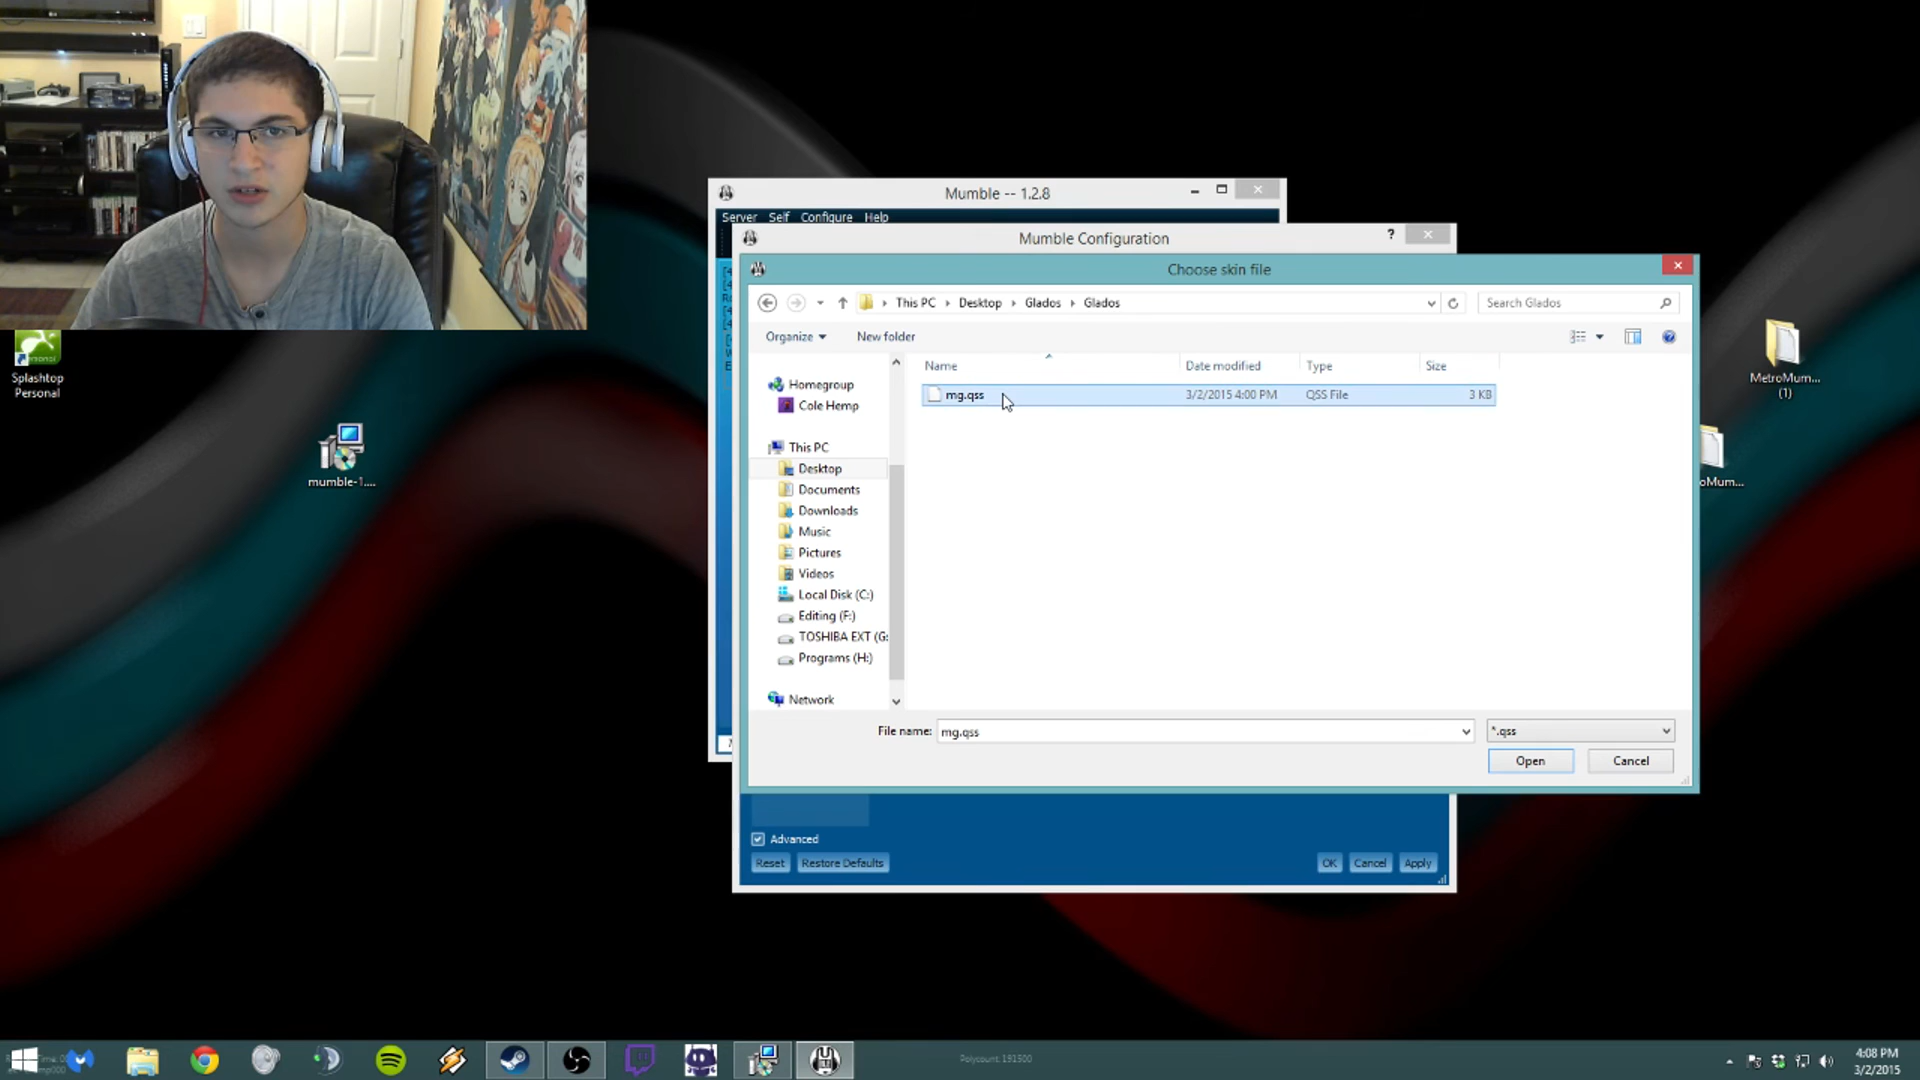 Mumble -- 1.2.8
Server Self Configure Help
Mumble Configuration
?
Choose skin file
This PC
Desktop
Glados
Glados
Search Glados
Organize
New folder
Name
Date modified
Type
Size
mg.qss
3/2/2015 4:00 PM
QSS File
3 KB
Homegroup
Cole Hemp
This PC
Desktop
Documents
Downloads
Music
Pictures
Videos
Local Disk (C:)
Editing (F:)
TOSHIBA EXT (G:
Programs (H:)
Network
File name: mg.qss
*.qss
Open
Cancel
Advanced
Reset
Restore Defaults
OK
Cancel
Apply
Splashtop
Personal
mumble-1....
MetroMum...
(1)
oMum...
Polycount: 191500
4:08 PM
3/2/2015